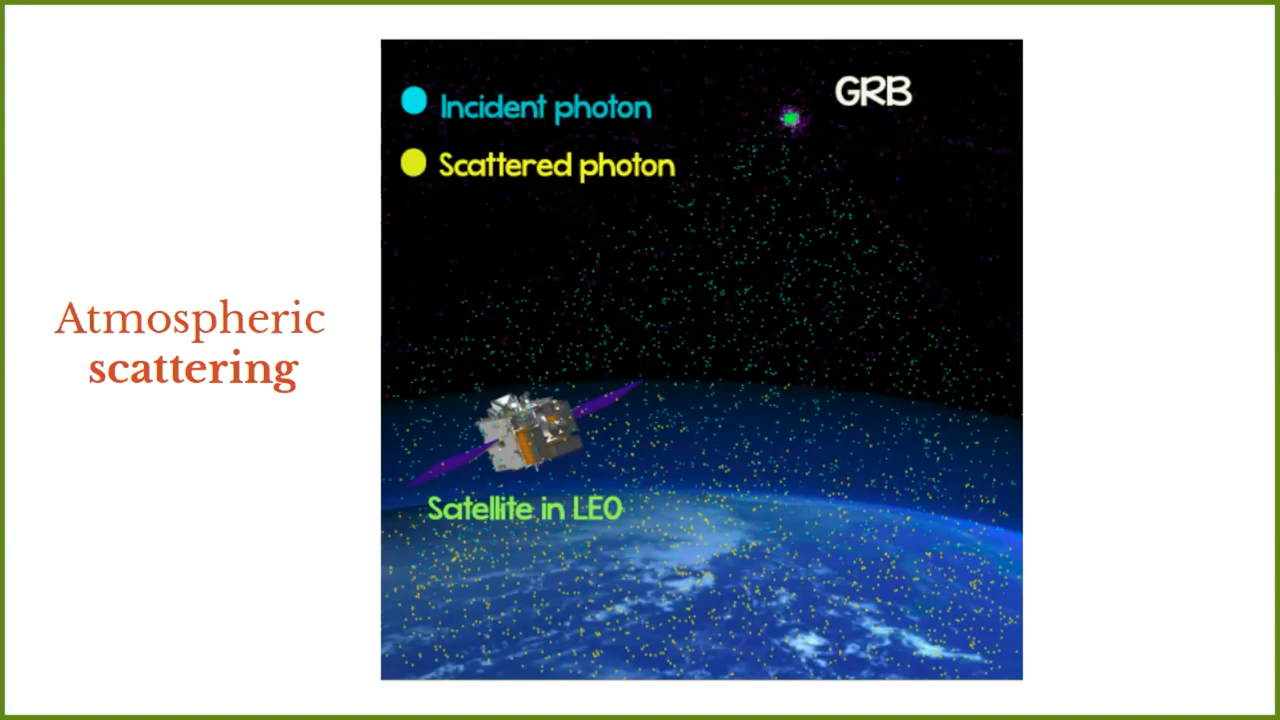 Atmospheric
scattering
GRB
Incident photon
Scattered photon
Satellite in LEO